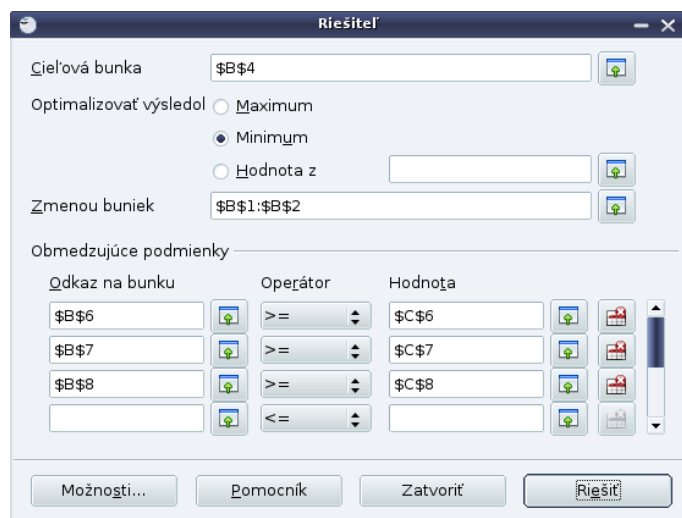 Riešiteľ
Cieľová bunka $B$4
Optimalizovať výsledol Maximum
Minimum
Hodnota z
Zmenou buniek $B$1:$B$2
Obmedzujúce podmienky
Odkaz na bunku Operátor Hodnota
$B$6 >= $C$6
$B$7 >= $C$7
$B$8 >= $C$8
<=
Možnosti... Pomocník Zatvoriť Riešiť